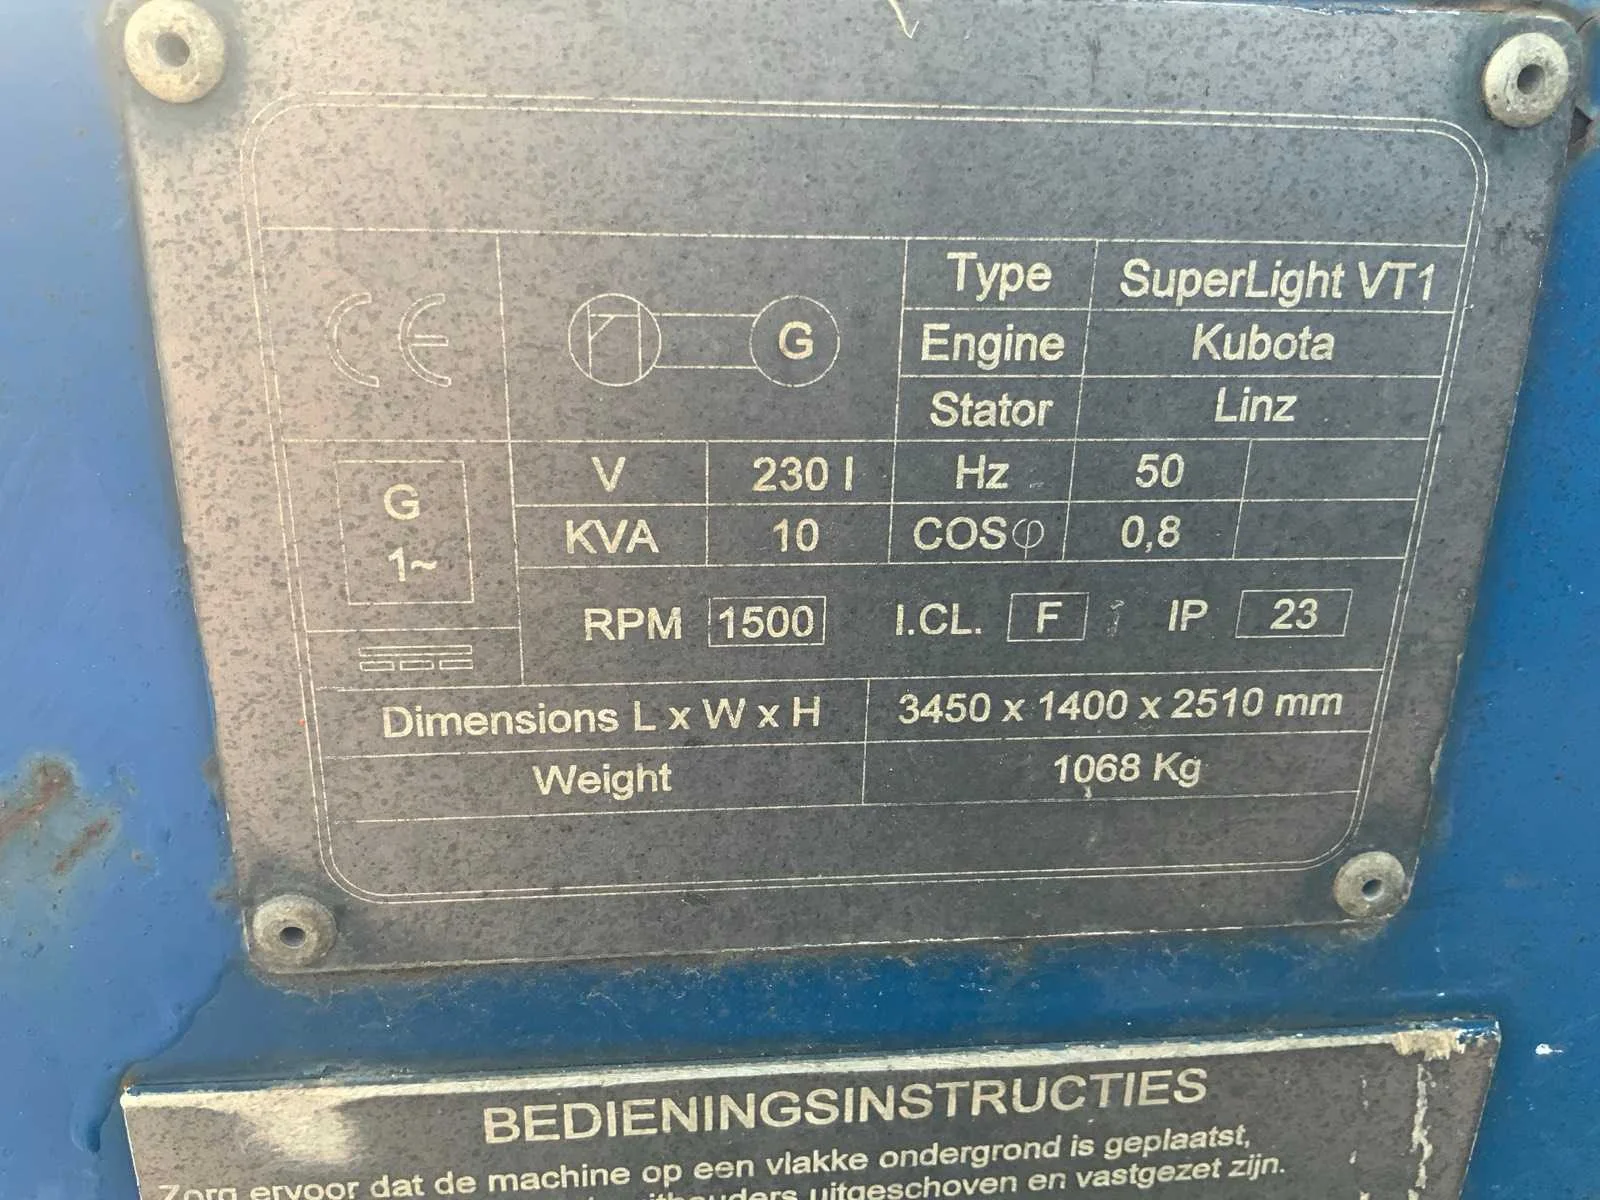 CE
G
Type SuperLight VT1
Engine Kubota
Stator Linz
G
1~
V 230 I Hz 50
KVA 10 COSφ 0,8
RPM 1500 I.CL. F IP 23
Dimensions L x W x H 3450 x 1400 x 2510 mm
Weight 1068 Kg
BEDIENINGSINSTRUCTIES
Zorg ervoor dat de machine op een vlakke ondergrond is geplaatst,
uitgeschoven en vastgezet zijn.